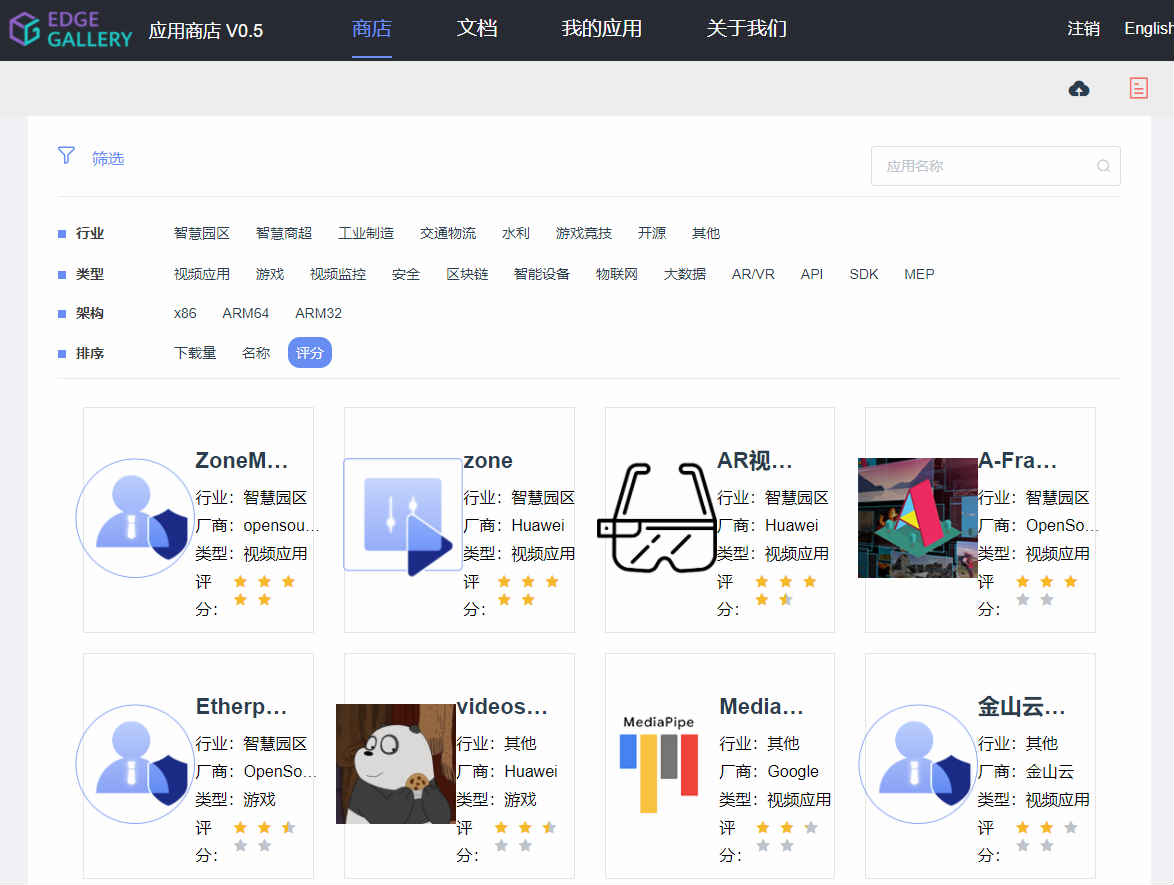 EDGE
GALLERY
应用商店 V0.5
商店
文档
我的应用
关于我们
注销
English
筛选
应用名称
行业 智慧园区 智慧商超 工业制造 交通物流 水利 游戏竞技 开源 其他
类型 视频应用 游戏 视频监控 安全 区块链 智能设备 物联网 大数据 AR/VR API SDK MEP
架构 x86 ARM64 ARM32
排序 下载量 名称 评分
ZoneM...
行业：智慧园区
厂商：opensou...
类型：视频应用
评
分：
zone
行业：智慧园区
厂商：Huawei
类型：视频应用
评
分：
AR视...
行业：智慧园区
厂商：Huawei
类型：视频应用
评
分：
A-Fra...
行业：智慧园区
厂商：OpenSo...
类型：视频应用
评
分：
Etherp...
行业：智慧园区
厂商：OpenSo...
类型：游戏
评
分：
videos...
行业：其他
厂商：Huawei
类型：游戏
评
分：
MediaPipe
Media...
行业：其他
厂商：Google
类型：视频应用
评
分：
金山云...
行业：其他
厂商：金山云
类型：视频应用
评
分：